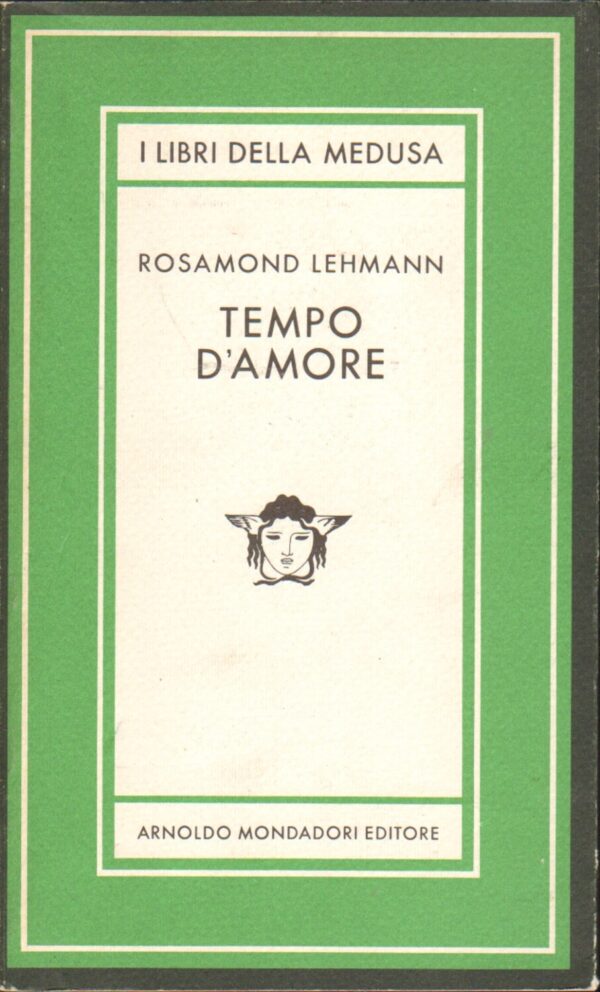 I LIBRI DELLA MEDUSA
ROSAMOND LEHMANN
TEMPO
D'AMORE
ARNOLDO MONDADORI EDITORE